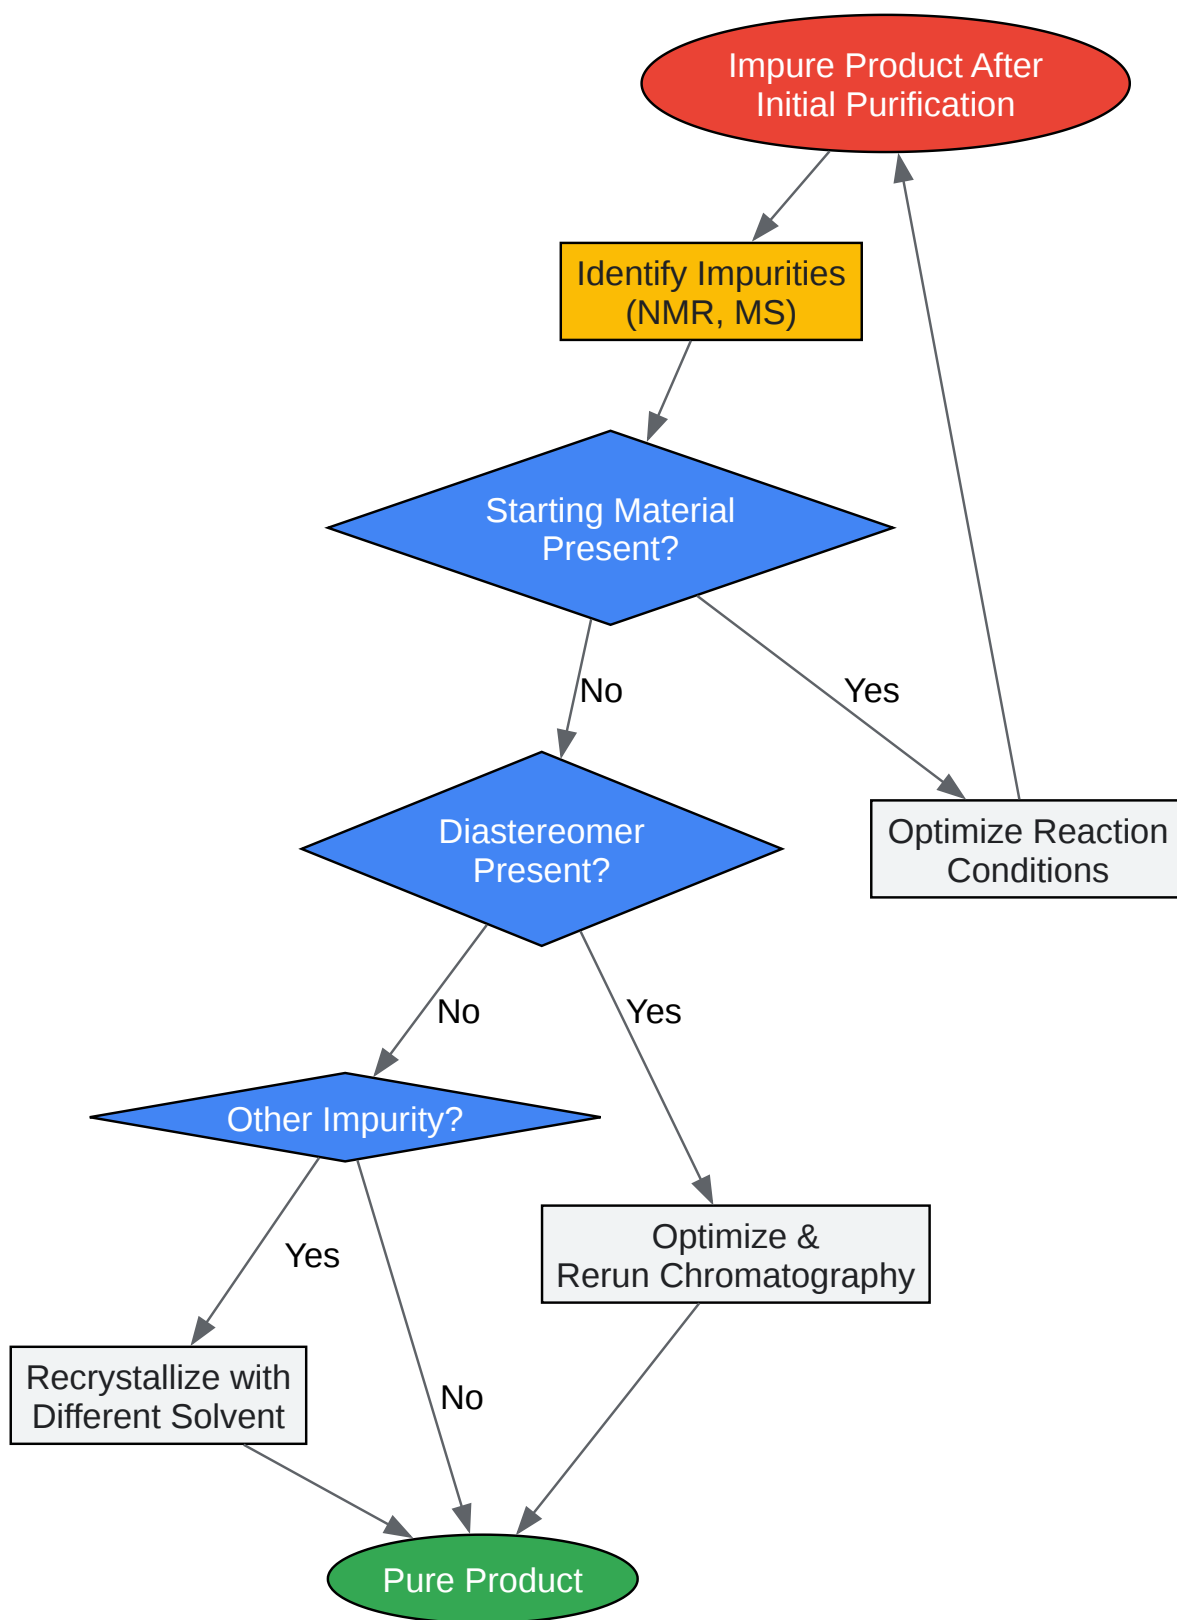 Impure Product After
Initial Purification
Identify Impurities
(NMR, MS)
Starting Material
Present?
No
Yes
Diastereomer
Present?
Optimize Reaction
Conditions
No
Yes
Other Impurity?
Optimize &
Rerun Chromatography
Yes
Recrystallize with
Different Solvent
No
Pure Product